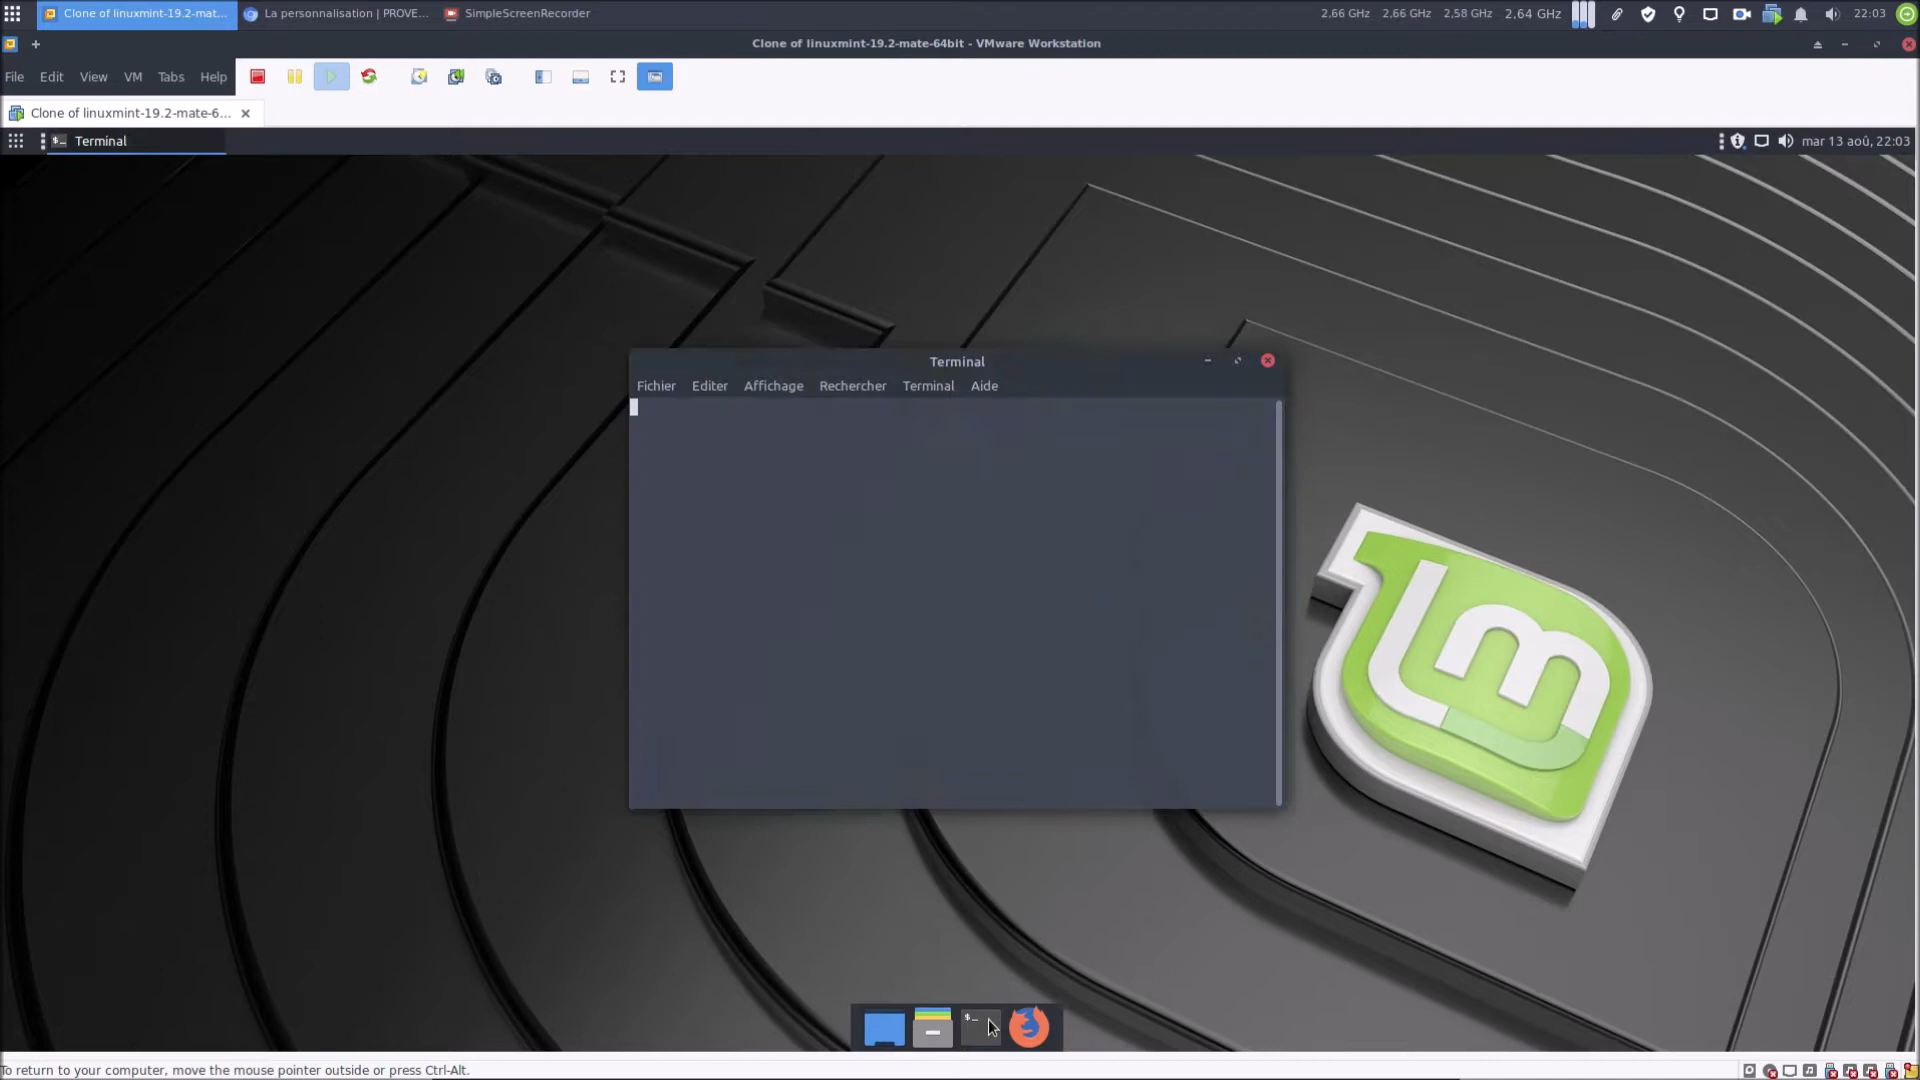 Clone of linuxmint-19.2-mat... La personnalisation | PROVE... SimpleScreenRecorder 2,66 GHz 2,66 GHz 2,58 GHz 2,64 GHz 22:03
Clone of linuxmint-19.2-mate-64bit - VMware Workstation
File Edit View VM Tabs Help
Clone of linuxmint-19.2-mate-6...
$_ Terminal mar 13 aoû, 22:03
Terminal
Fichier Editer Affichage Rechercher Terminal Aide
lm
$_
To return to your computer, move the mouse pointer outside or press Ctrl-Alt.